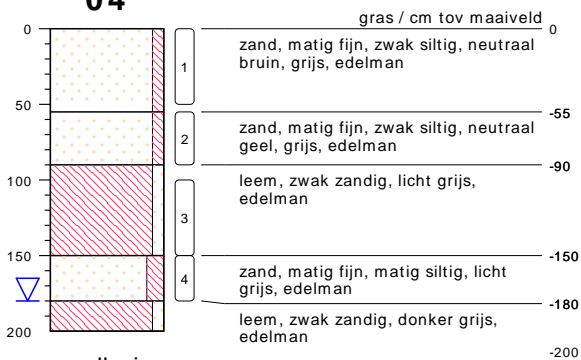 04
gras / cm tov maaiveld
0
0
zand, matig fijn, zwak siltig, neutraal
bruin, grijs, edelman
1
50
-55
zand, matig fijn, zwak siltig, neutraal
geel, grijs, edelman
2
-90
leem, zwak zandig, licht grijs,
edelman
100
3
150
-150
zand, matig fijn, matig siltig, licht
grijs, edelman
4
-180
leem, zwak zandig, donker grijs,
edelman
200
-200